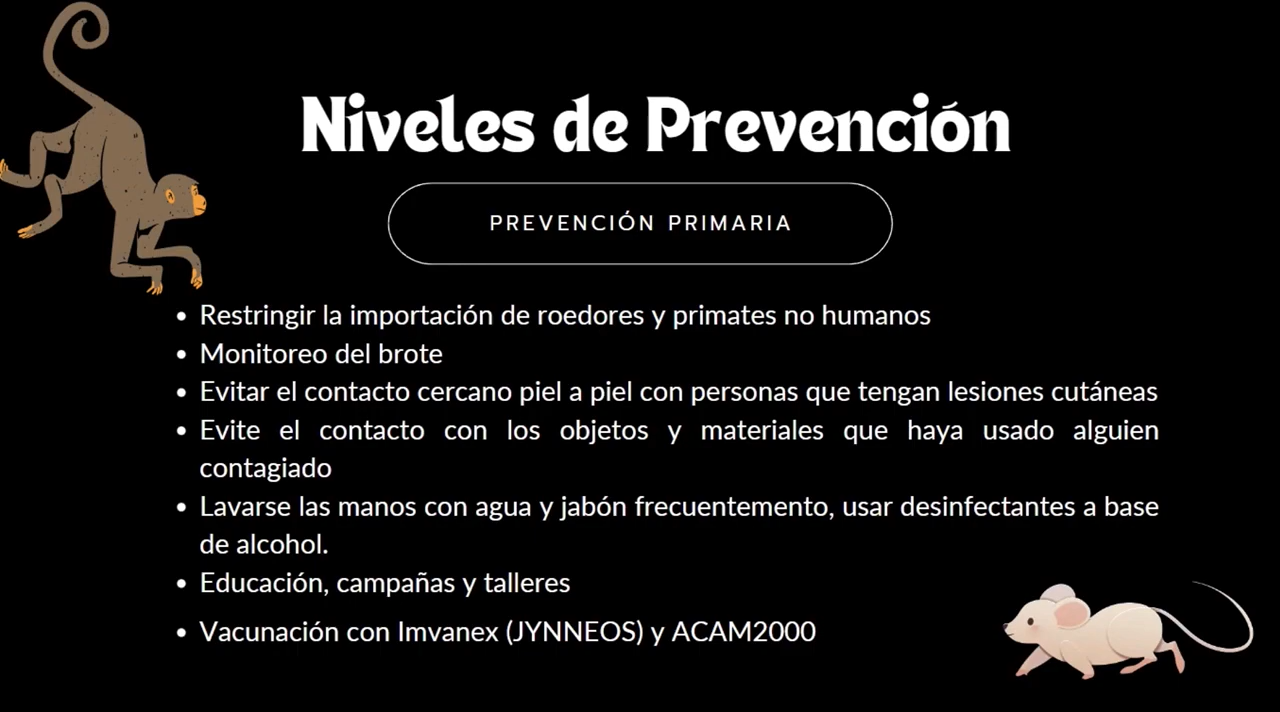 Niveles de Prevención
PREVENCIÓN PRIMARIA
• Restringir la importación de roedores y primates no humanos
• Monitoreo del brote
• Evitar el contacto cercano piel a piel con personas que tengan lesiones cutáneas
• Evite el contacto con los objetos y materiales que haya usado alguien
contagiado
• Lavarse las manos con agua y jabón frecuentemento, usar desinfectantes a base
de alcohol.
• Educación, campañas y talleres
• Vacunación con Imvanex (JYNNEOS) y ACAM2000